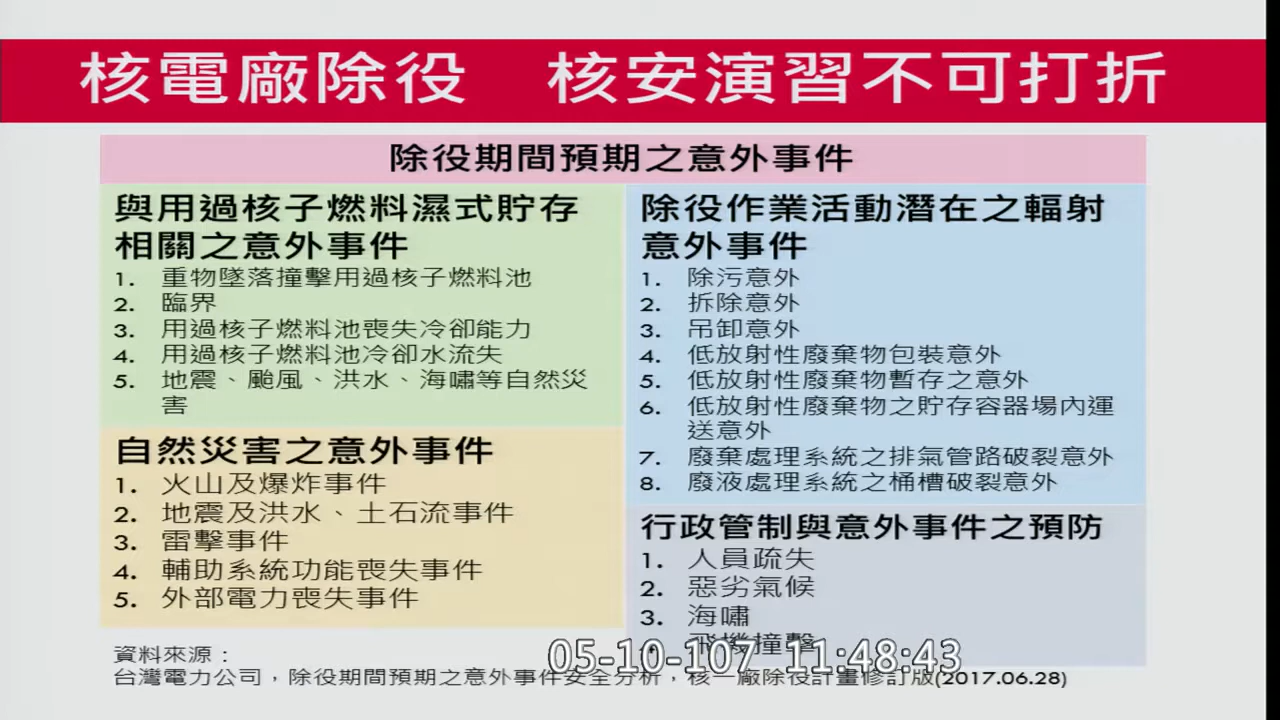 核電廠除役 核安演習不可打折
除役期間預期之意外事件
與用過核子燃料濕式貯存
相關之意外事件
1. 重物墜落撞擊用過核子燃料池
2. 臨界
3. 用過核子燃料池喪失冷卻能力
4. 用過核子燃料池冷卻水流失
5. 地震、颱風、洪水、海嘯等自然災
害
自然災害之意外事件
1. 火山及爆炸事件
2. 地震及洪水、土石流事件
3. 雷擊事件
4. 輔助系統功能喪失事件
5. 外部電力喪失事件
除役作業活動潛在之輻射
意外事件
1. 除污意外
2. 拆除意外
3. 吊卸意外
4. 低放射性廢棄物包裝意外
5. 低放射性廢棄物暫存之意外
6. 低放射性廢棄物之貯存容器場內運
送意外
7. 廢棄處理系統之排氣管路破裂意外
8. 廢液處理系統之桶槽破裂意外
行政管制與意外事件之預防
1. 人員疏失
2. 惡劣氣候
3. 海嘯
4. 飛機撞擊
05-10-107 11:48:43
資料來源：
台灣電力公司，除役期間預期之意外事件安全分析，核一廠除役計畫修訂版(2017.06.28)